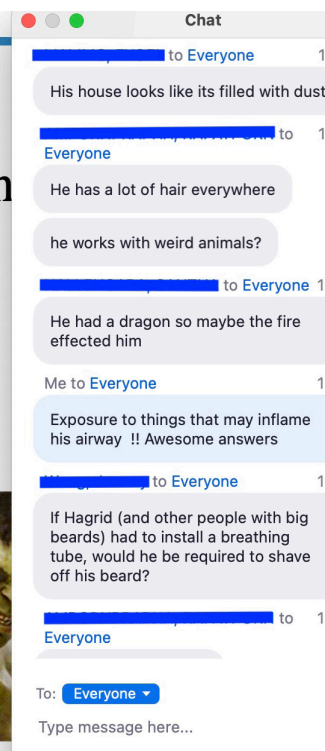 Chat
to Everyone
His house looks like its filled with dust
to
Everyone
He has a lot of hair everywhere
he works with weird animals?
to Everyone 1
He had a dragon so maybe the fire
effected him
Me to Everyone
Exposure to things that may inflame
his airway !! Awesome answers
to Everyone
If Hagrid (and other people with big
beards) had to install a breathing
tube, would he be required to shave
off his beard?
to
Everyone
To: Everyone
Type message here...